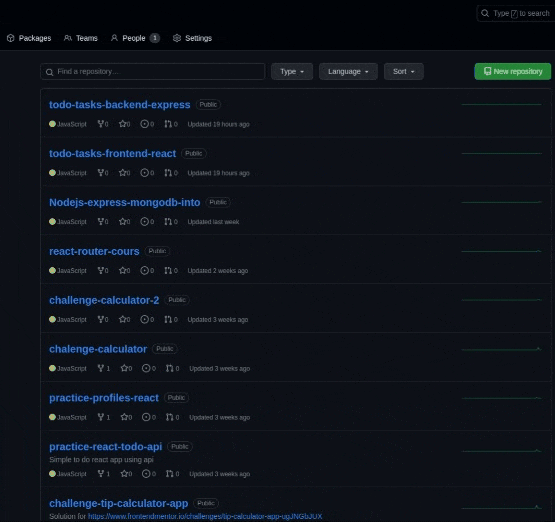 Type / to search
Packages Teams People 1 Settings
Find a repository... Type Language Sort New repository
todo-tasks-backend-express Public
JavaScript 0 0 0 0 Updated 19 hours ago
todo-tasks-frontend-react Public
JavaScript 0 0 0 0 Updated 19 hours ago
Nodejs-express-mongodb-into Public
JavaScript 0 0 0 0 Updated last week
react-router-cours Public
JavaScript 0 0 0 0 Updated 2 weeks ago
challenge-calculator-2 Public
JavaScript 0 0 0 0 Updated 3 weeks ago
chalenge-calculator Public
JavaScript 1 0 0 0 Updated 3 weeks ago
practice-profiles-react Public
JavaScript 1 0 0 0 Updated 3 weeks ago
practice-react-todo-api Public
Simple to do react app using api
JavaScript 1 0 0 0 Updated 3 weeks ago
challenge-tip-calculator-app Public
Solution for https://www.frontendmentor.io/challenges/tip-calculator-app-ugJNGbJUX